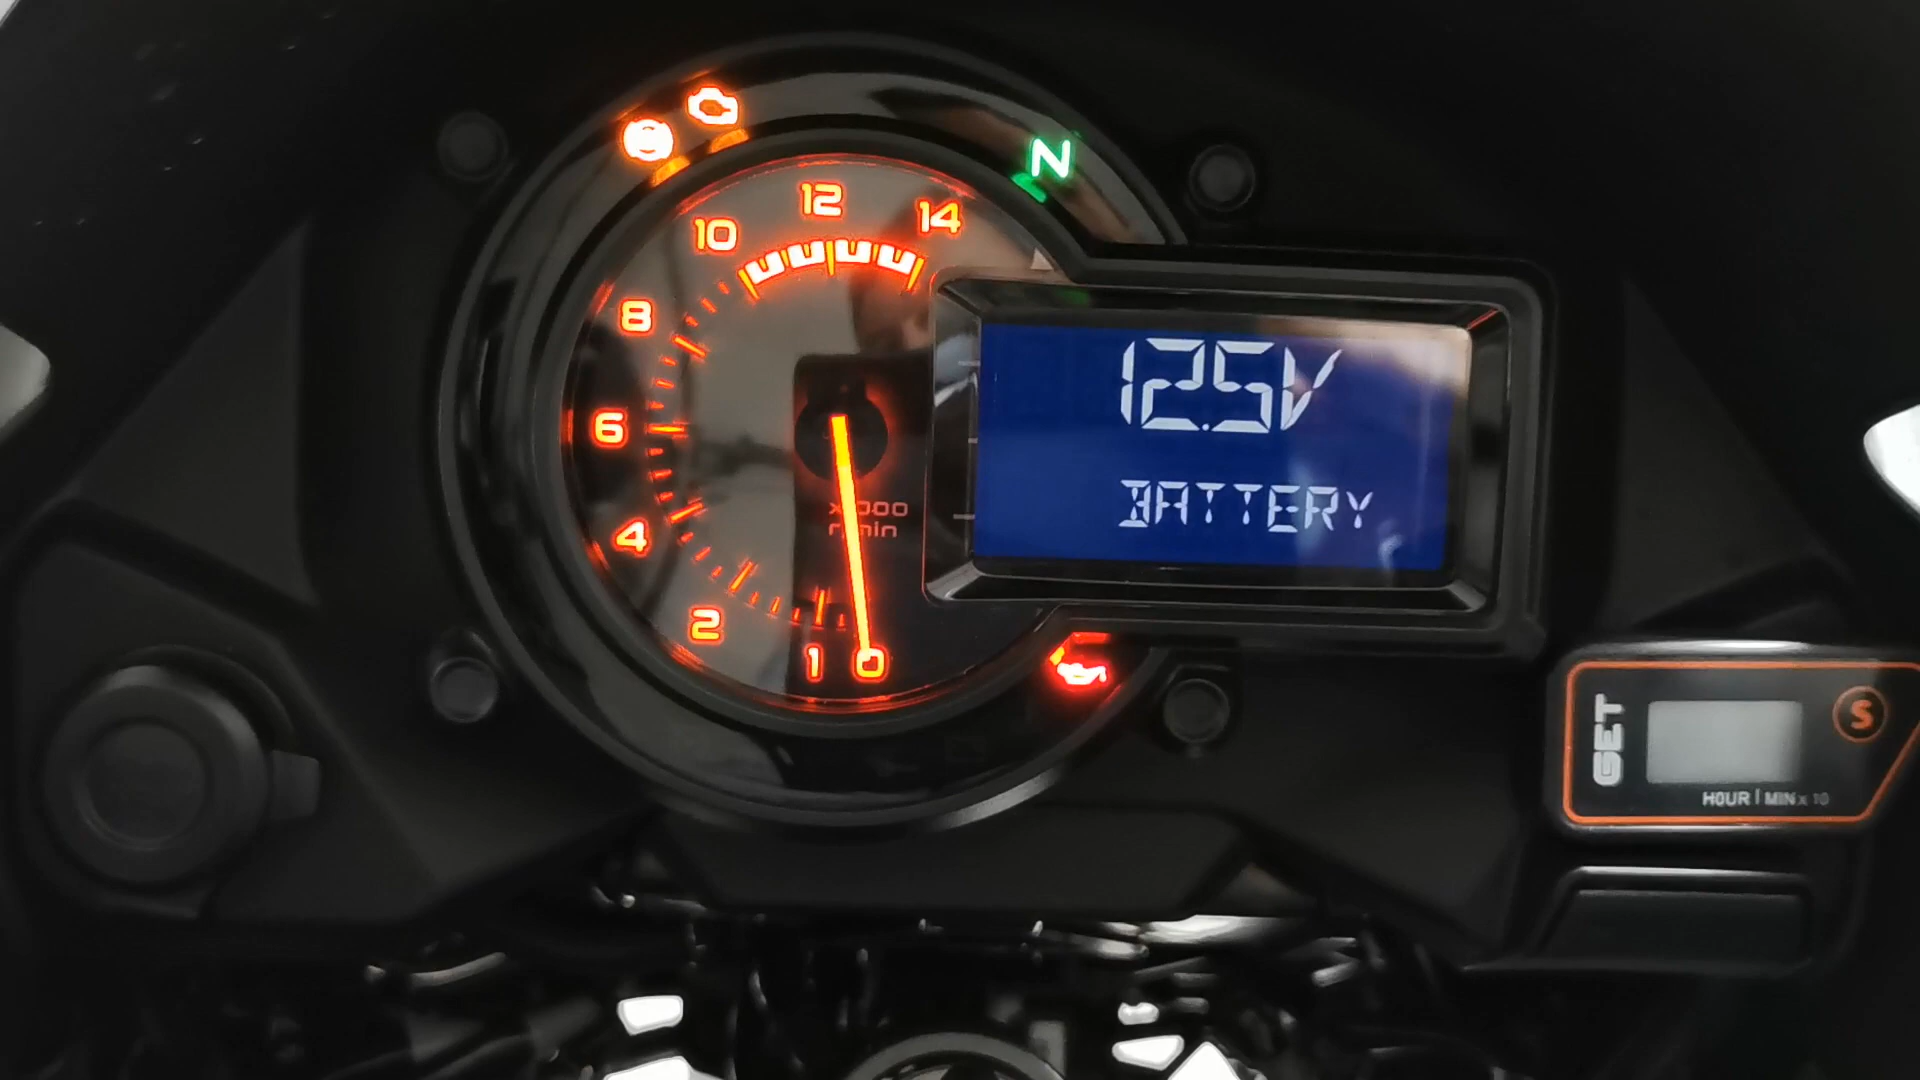 N
12
14
10
8
6
4
2
1
0
x1000
r/min
12.5V
BATTERY
GET
S
HOUR | MIN x 10